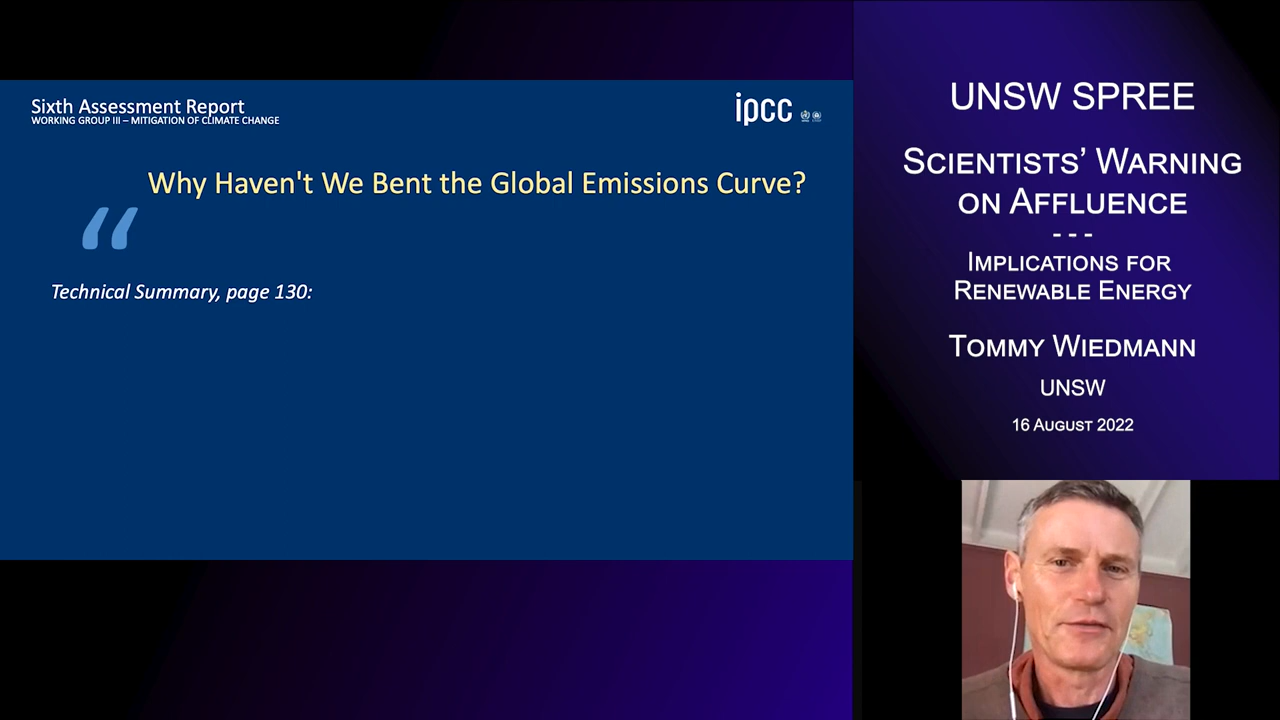 Sixth Assessment Report
WORKING GROUP III – MITIGATION OF CLIMATE CHANGE
ipcc
Why Haven't We Bent the Global Emissions Curve?
“
Technical Summary, page 130:
UNSW SPREE
Scientists’ Warning
on Affluence
- - -
Implications for
Renewable Energy
Tommy Wiedmann
UNSW
16 August 2022